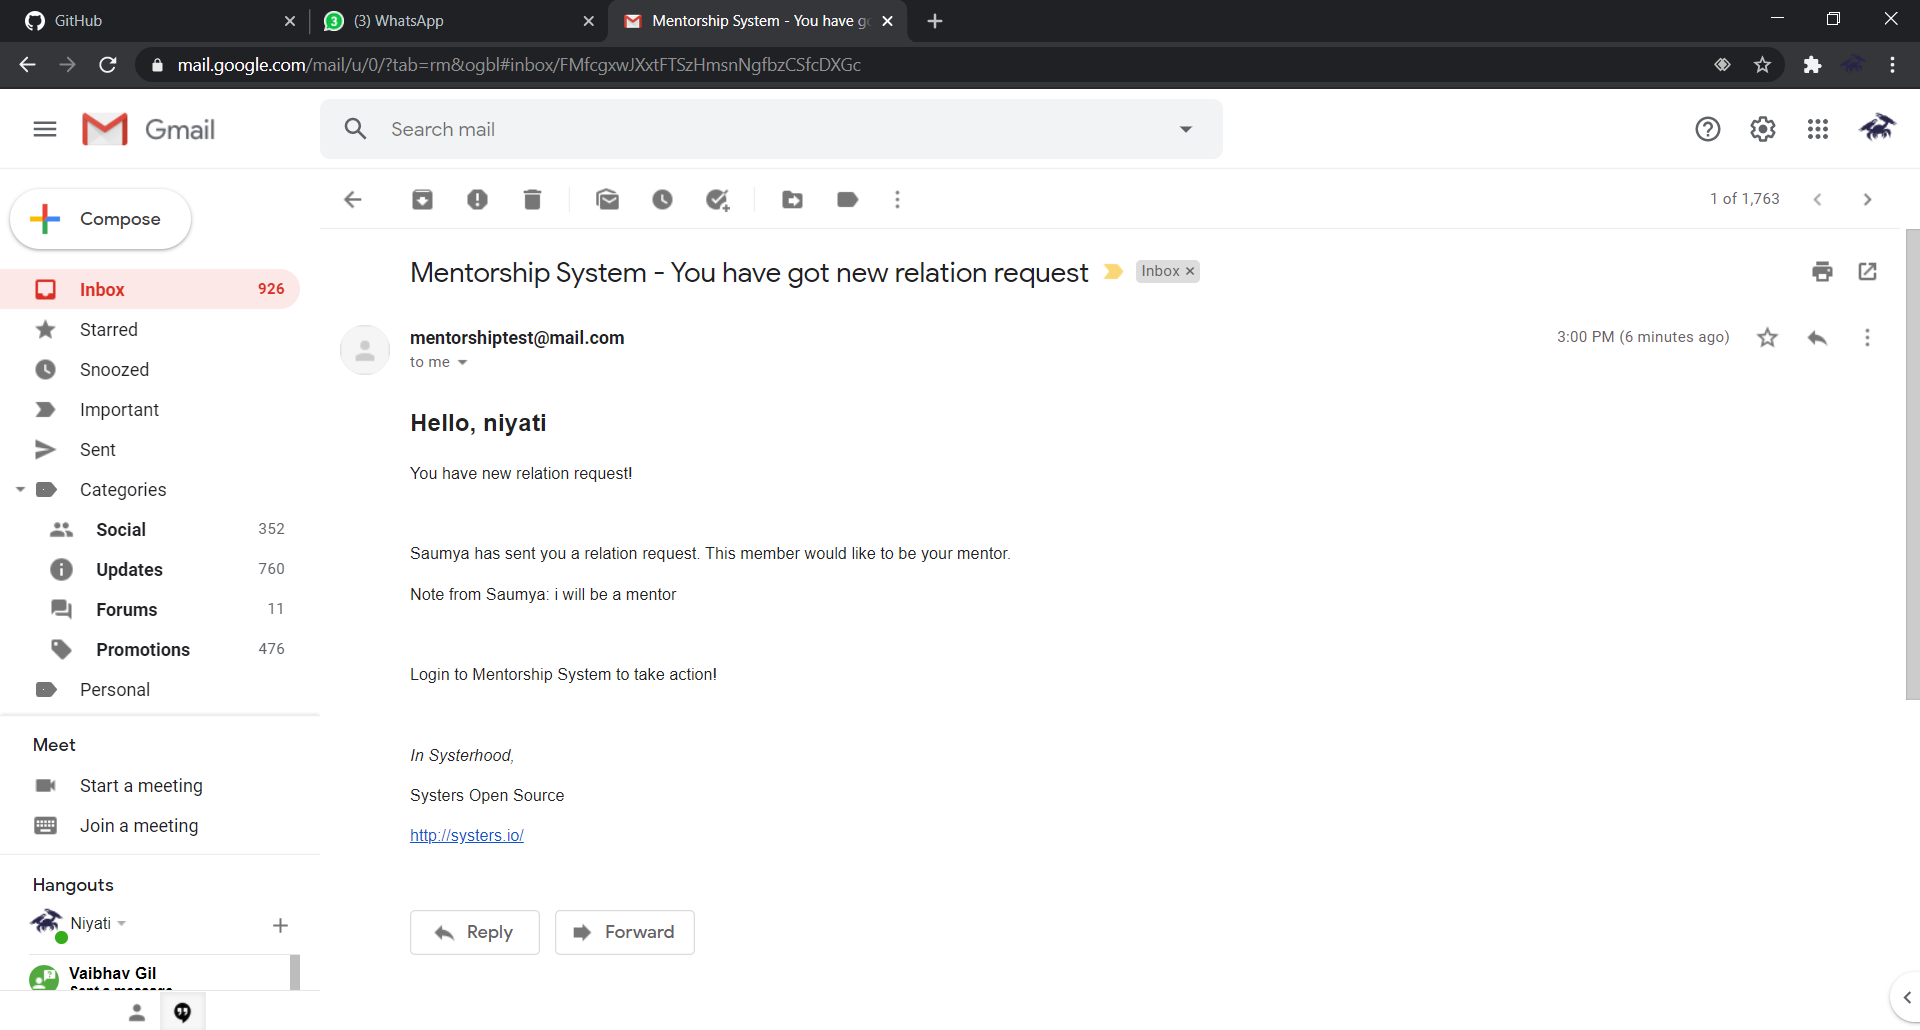 GitHub
(3) WhatsApp
Mentorship System - You have g
mail.google.com/mail/u/0/?tab=rm&ogbl#inbox/FMfcgxwJXxtFTSzHmsnNgfbzCSfcDXGc
Gmail
Search mail
Compose
1 of 1,763
Inbox 926
Starred
Snoozed
Important
Sent
Categories
Social 352
Updates 760
Forums 11
Promotions 476
Personal
Meet
Start a meeting
Join a meeting
Hangouts
Niyati
Vaibhav Gil
Sent a message
Mentorship System - You have got new relation request Inbox
mentorshiptest@mail.com
3:00 PM (6 minutes ago)
to me
Hello, niyati
You have new relation request!
Saumya has sent you a relation request. This member would like to be your mentor.
Note from Saumya: i will be a mentor
Login to Mentorship System to take action!
In Systerhood,
Systers Open Source
http://systers.io/
Reply
Forward